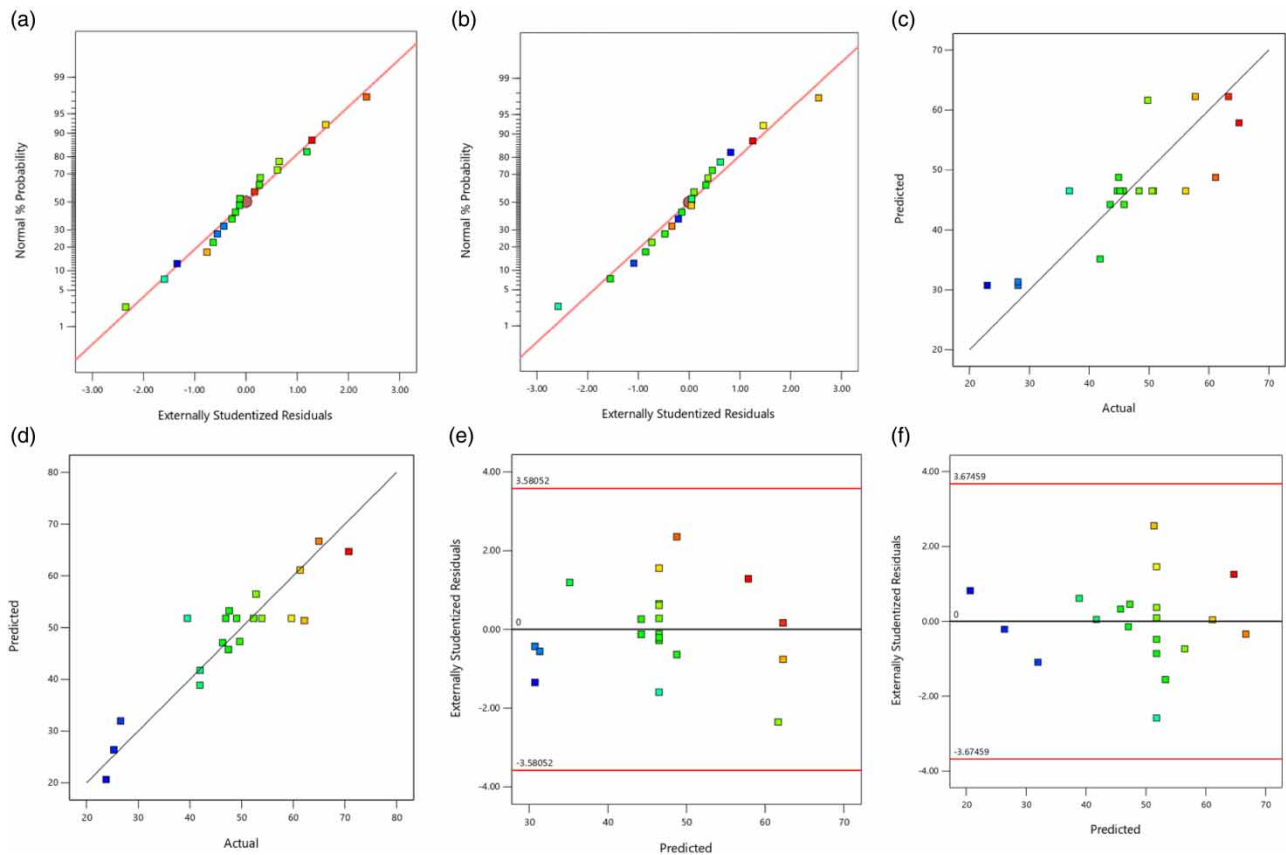 (a)
Normal % Probability
99
95
90
80
70
50
30
20
10
5
1
-3.00 -2.00 -1.00 0.00 1.00 2.00 3.00
Externally Studentized Residuals
(b)
Normal % Probability
99
95
90
80
70
50
30
20
10
5
1
-3.00 -2.00 -1.00 0.00 1.00 2.00 3.00
Externally Studentized Residuals
(c)
Predicted
70
60
50
40
30
20
20 30 40 50 60 70
Actual
(d)
Predicted
80
70
60
50
40
30
20
20 30 40 50 60 70 80
Actual
(e)
Externally Studentized Residuals
4.00
2.00
0.00
-2.00
-4.00
3.58052
0
-3.58052
30 40 50 60 70
Predicted
(f)
Externally Studentized Residuals
4.00
2.00
0.00
-2.00
-4.00
3.67459
0
-3.67459
20 30 40 50 60 70
Predicted